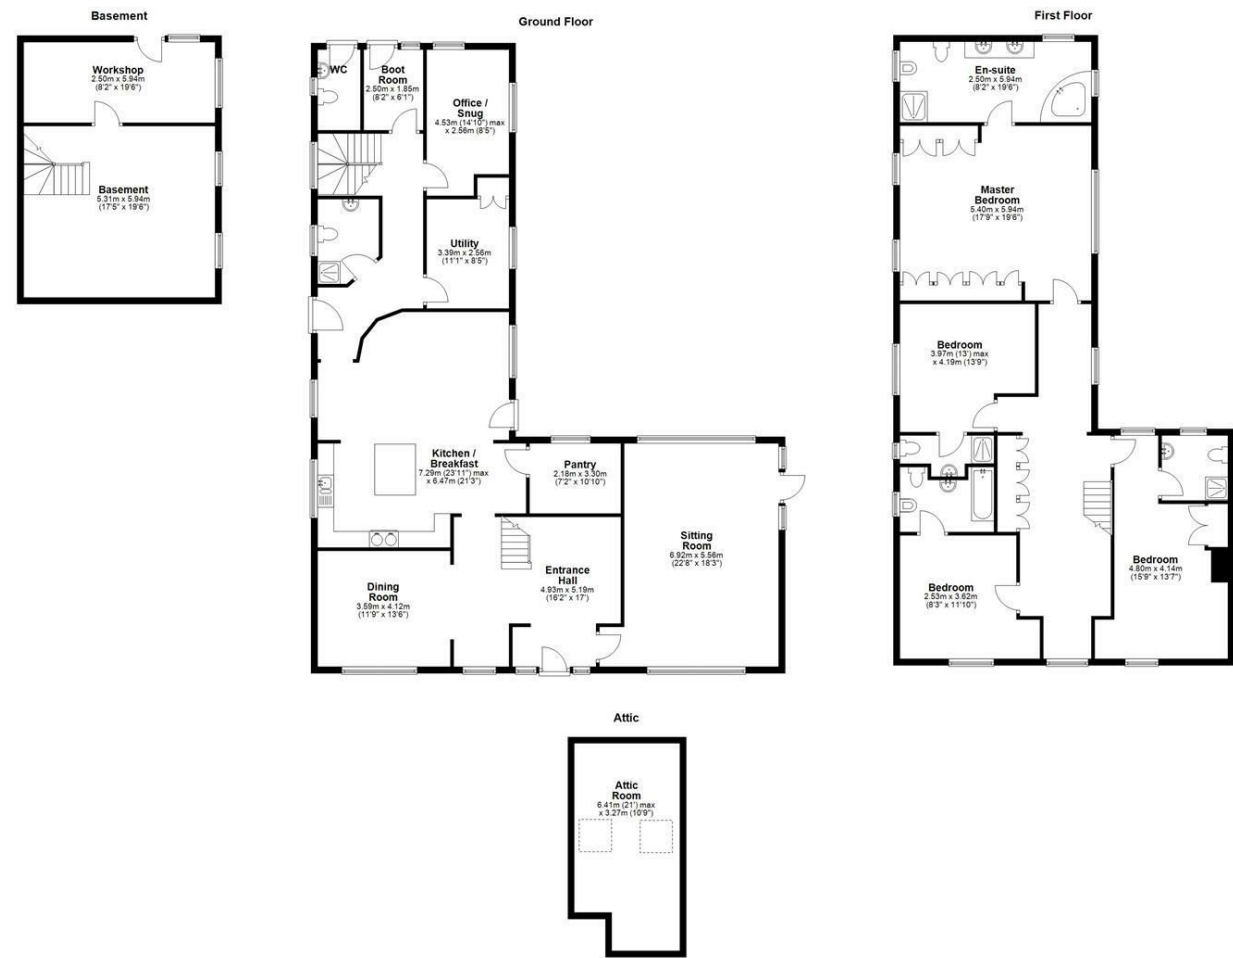 Basement
Workshop
2.50m x 5.94m
(8'2" x 19'6")
Basement
5.31m x 5.94m
(17'5" x 19'6")
Ground Floor
WC
Boot
Room
2.50m x 1.85m
(8'2" x 6'1")
Office /
Snug
4.53m (14'10") max
x 2.56m (8'5")
Utility
3.39m x 2.56m
(11'1" x 8'5")
Kitchen /
Breakfast
7.29m (23'11") max
x 6.47m (21'3")
Pantry
2.18m x 3.30m
(7'2" x 10'10")
Sitting
Room
6.92m x 5.56m
(22'8" x 18'3")
Entrance
Hall
4.93m x 5.19m
(16'2" x 17')
Dining
Room
3.59m x 4.12m
(11'9" x 13'6")
First Floor
En-suite
2.50m x 5.94m
(8'2" x 19'6")
Master
Bedroom
5.40m x 5.94m
(17'9" x 19'6")
Bedroom
3.97m (13') max
x 4.19m (13'9")
Bedroom
4.80m x 4.14m
(15'9" x 13'7")
Bedroom
2.53m x 3.62m
(8'3" x 11'10")
Attic
Attic
Room
6.41m (21') max
x 3.27m (10'9")